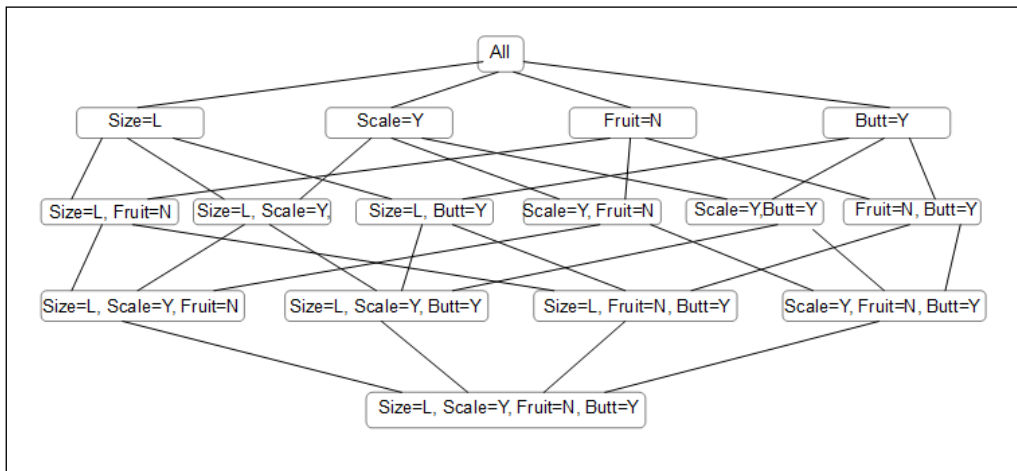 All
Size=L
Scale=Y
Fruit=N
Butt=Y
Size=L, Fruit=N
Size=L, Scale=Y,
Size=L, Butt=Y
Scale=Y, Fruit=N
Scale=Y,Butt=Y
Fruit=N, Butt=Y
Size=L, Scale=Y, Fruit=N
Size=L, Scale=Y, Butt=Y
Size=L, Fruit=N, Butt=Y
Scale=Y, Fruit=N, Butt=Y
Size=L, Scale=Y, Fruit=N, Butt=Y